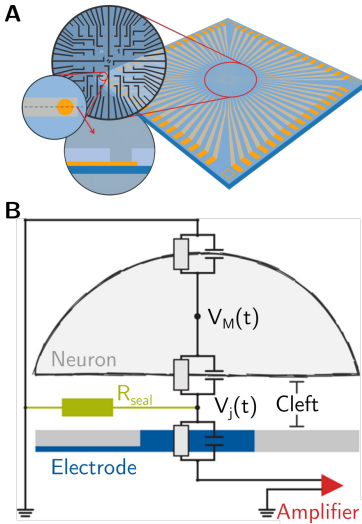 A
B
V_M(t)
Neuron
R_seal
V_j(t)
Cleft
Electrode
Amplifier